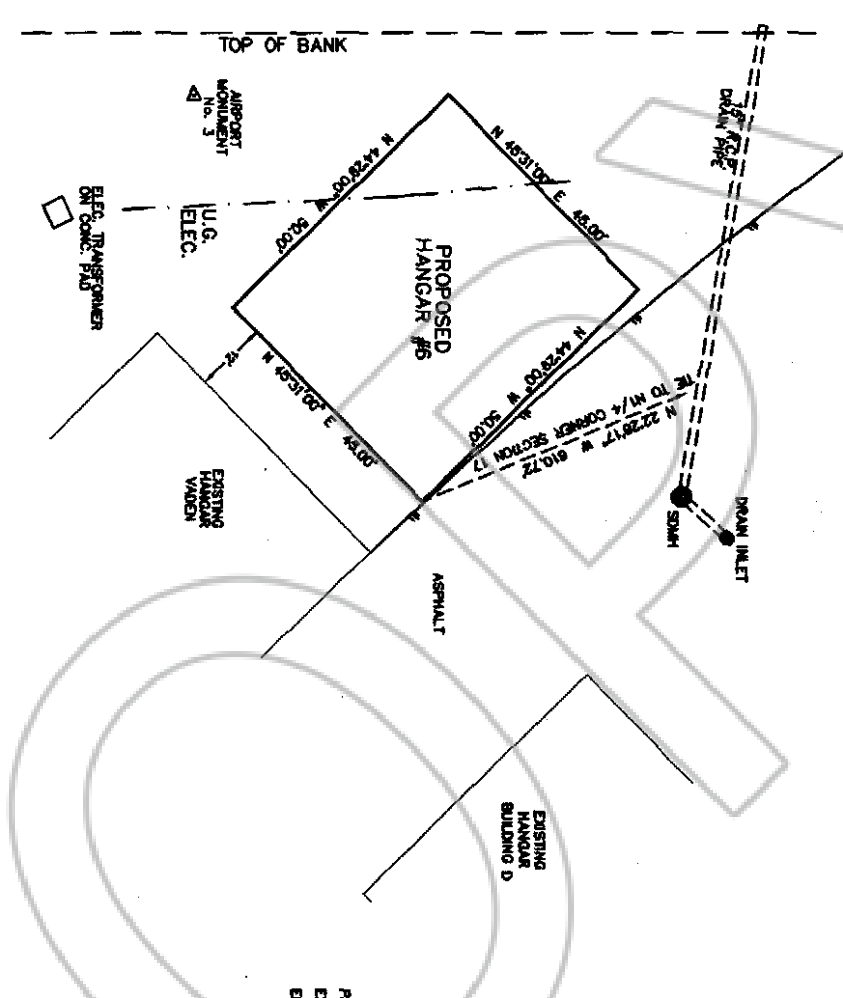 TOP OF BANK
AIRPORT
MONUMENT
No. 3
15" R.C.P.
DRAIN PIPE
N 45°31'00" E 45.00'
N 44°29'00" W
50.00'
ELEC. TRANSFORMER
ON CONC. PAD
U.G.
ELEC.
PROPOSED
HANGAR #6
N 44°29'00" W
50.00'
12'
N 45°31'00" E 45.00'
TIE TO N1/4 CORNER SECTION 17
N 22°26'17" W 610.72'
EXISTING
HANGAR
VADEN
SDMH
DRAIN INLET
ASPHALT
EXISTING
HANGAR
BUILDING D